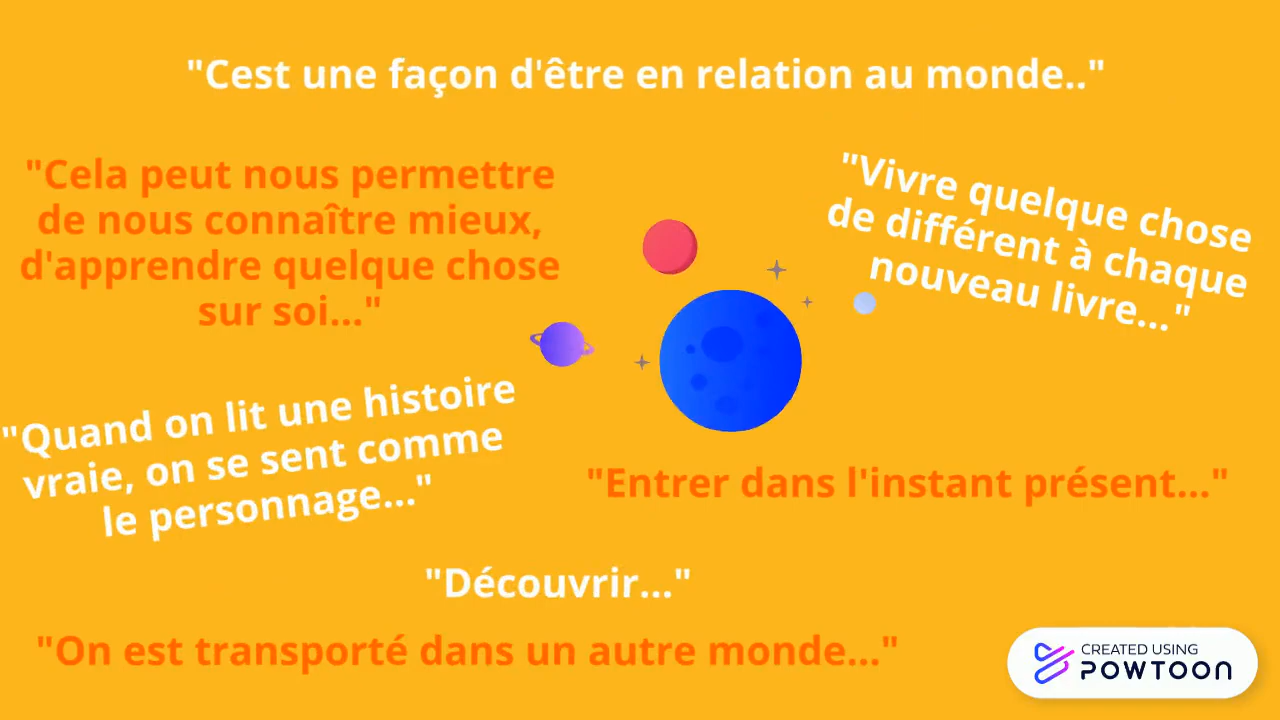 "Cest une façon d'être en relation au monde.."
"Cela peut nous permettre
de nous connaître mieux,
d'apprendre quelque chose
sur soi..."
"Vivre quelque chose
de différent à chaque
nouveau livre..."
"Quand on lit une histoire
vraie, on se sent comme
le personnage..."
"Entrer dans l'instant présent..."
"Découvrir..."
"On est transporté dans un autre monde..."
CREATED USING
POWTOON